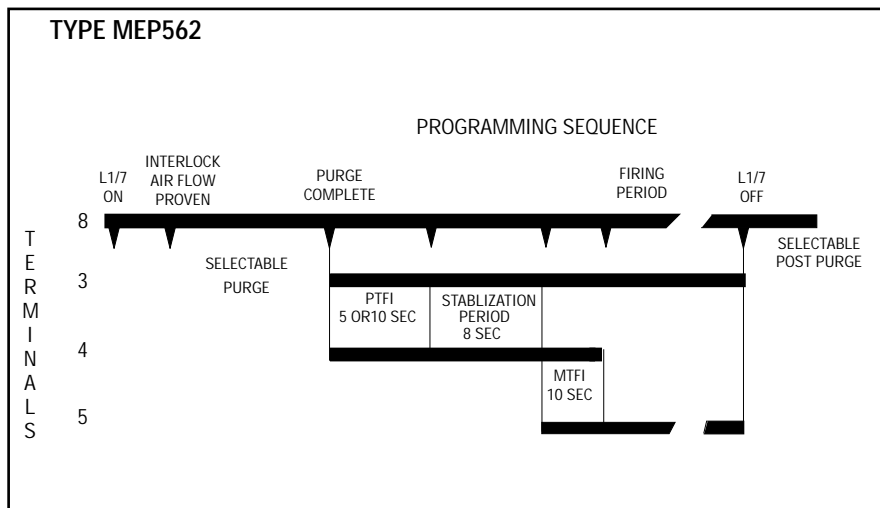 TYPE MEP562
PROGRAMMING SEQUENCE
L1/7
ON
INTERLOCK
AIR FLOW
PROVEN
PURGE
COMPLETE
FIRING
PERIOD
L1/7
OFF
TERMINALS
8
SELECTABLE
POST PURGE
SELECTABLE
PURGE
3
PTFI
5 OR10 SEC
STABLIZATION
PERIOD
8 SEC
4
MTFI
10 SEC
5